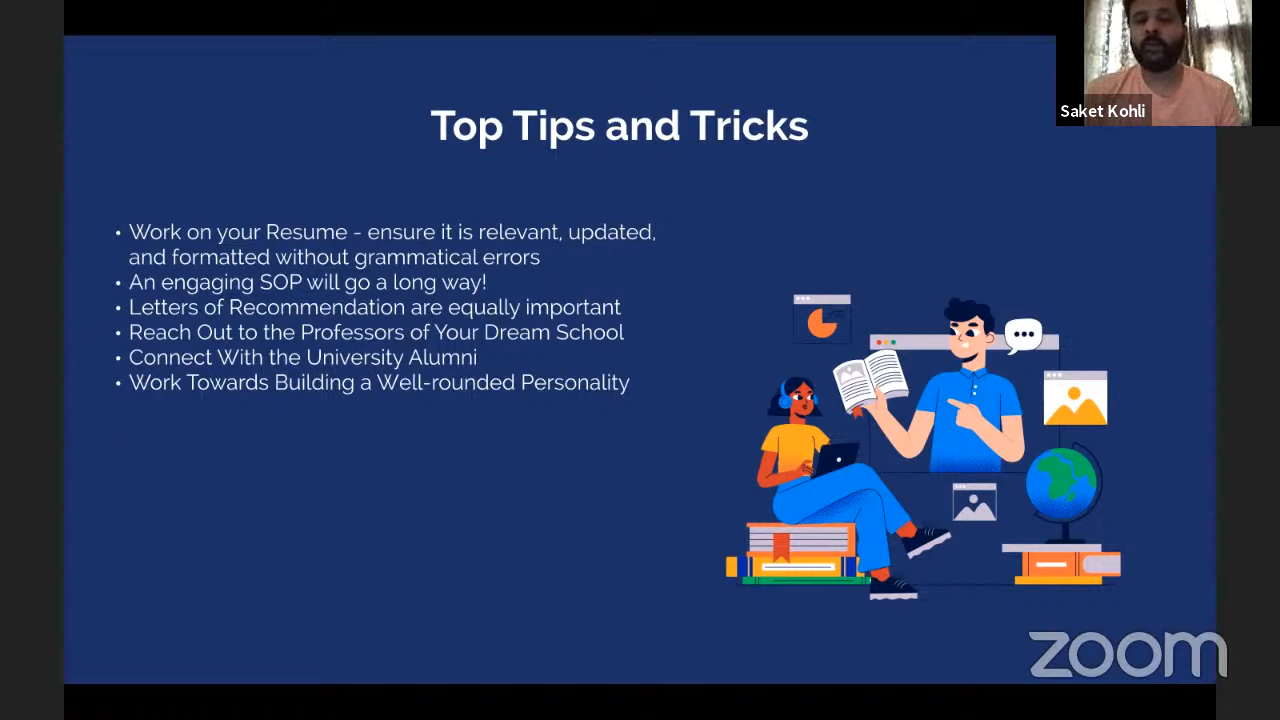 Top Tips and Tricks
Saket Kohli
• Work on your Resume - ensure it is relevant, updated,
and formatted without grammatical errors
• An engaging SOP will go a long way!
• Letters of Recommendation are equally important
• Reach Out to the Professors of Your Dream School
• Connect With the University Alumni
• Work Towards Building a Well-rounded Personality
zoom